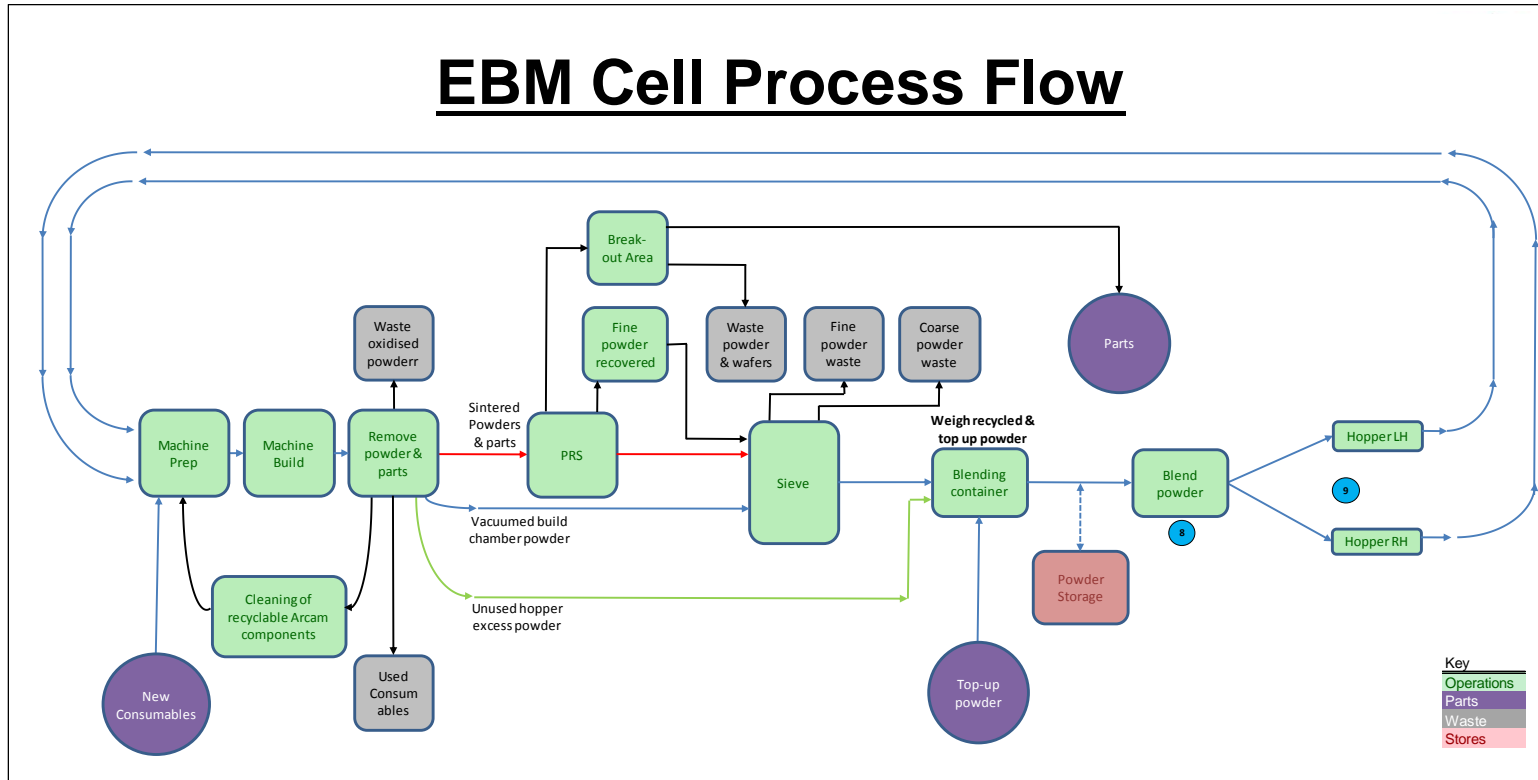 EBM Cell Process Flow
Break-
out Area
Waste
oxidised
powderr
Fine
powder
recovered
Waste
powder
& wafers
Fine
powder
waste
Coarse
powder
waste
Parts
Machine
Prep
Machine
Build
Remove
powder &
parts
Sintered
Powders
& parts
PRS
Sieve
Weigh recycled &
top up powder
Blending
container
Blend
powder
Hopper LH
9
8
Hopper RH
Vacuumed build
chamber powder
Cleaning of
recyclable Arcam
components
Unused hopper
excess powder
Powder
Storage
New
Consumables
Used
Consum
ables
Top-up
powder
Key
Operations
Parts
Waste
Stores